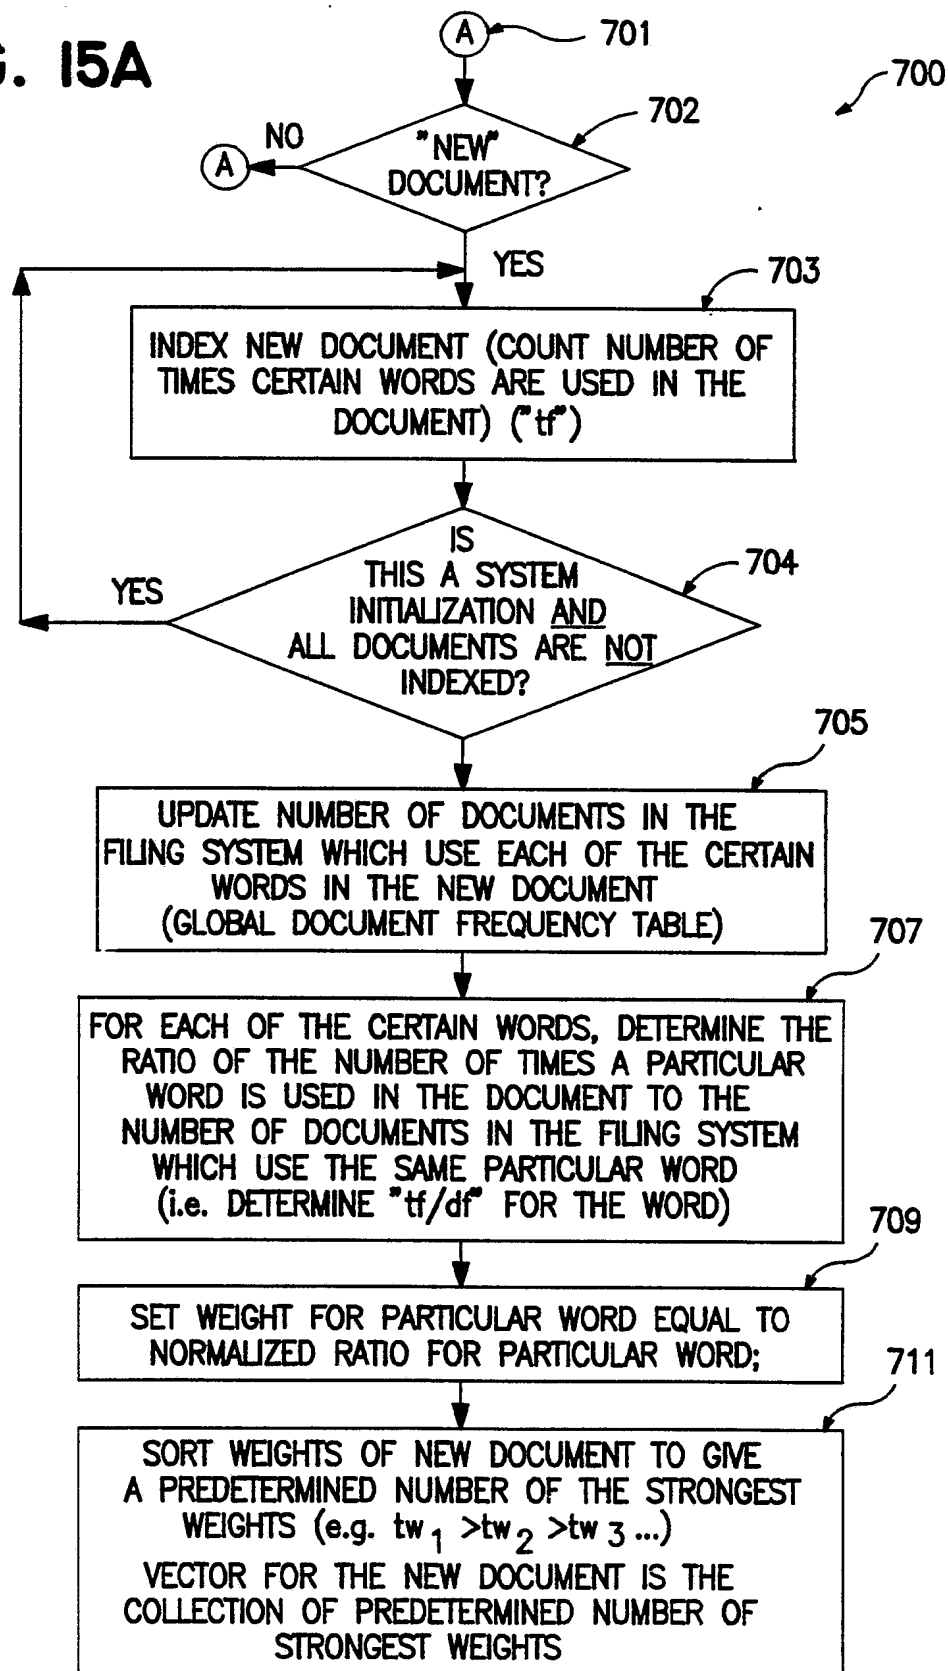 G. 15A
A
701
700
702
"NEW"
DOCUMENT?
NO
A
YES
703
INDEX NEW DOCUMENT (COUNT NUMBER OF
TIMES CERTAIN WORDS ARE USED IN THE
DOCUMENT) ("tf")
IS
THIS A SYSTEM
INITIALIZATION AND
ALL DOCUMENTS ARE NOT
INDEXED?
704
YES
705
UPDATE NUMBER OF DOCUMENTS IN THE
FILING SYSTEM WHICH USE EACH OF THE CERTAIN
WORDS IN THE NEW DOCUMENT
(GLOBAL DOCUMENT FREQUENCY TABLE)
707
FOR EACH OF THE CERTAIN WORDS, DETERMINE THE
RATIO OF THE NUMBER OF TIMES A PARTICULAR
WORD IS USED IN THE DOCUMENT TO THE
NUMBER OF DOCUMENTS IN THE FILING SYSTEM
WHICH USE THE SAME PARTICULAR WORD
(i.e. DETERMINE "tf/df" FOR THE WORD)
709
SET WEIGHT FOR PARTICULAR WORD EQUAL TO
NORMALIZED RATIO FOR PARTICULAR WORD;
711
SORT WEIGHTS OF NEW DOCUMENT TO GIVE
A PREDETERMINED NUMBER OF THE STRONGEST
WEIGHTS (e.g. tw₁ >tw₂ >tw₃ ...)
VECTOR FOR THE NEW DOCUMENT IS THE
COLLECTION OF PREDETERMINED NUMBER OF
STRONGEST WEIGHTS